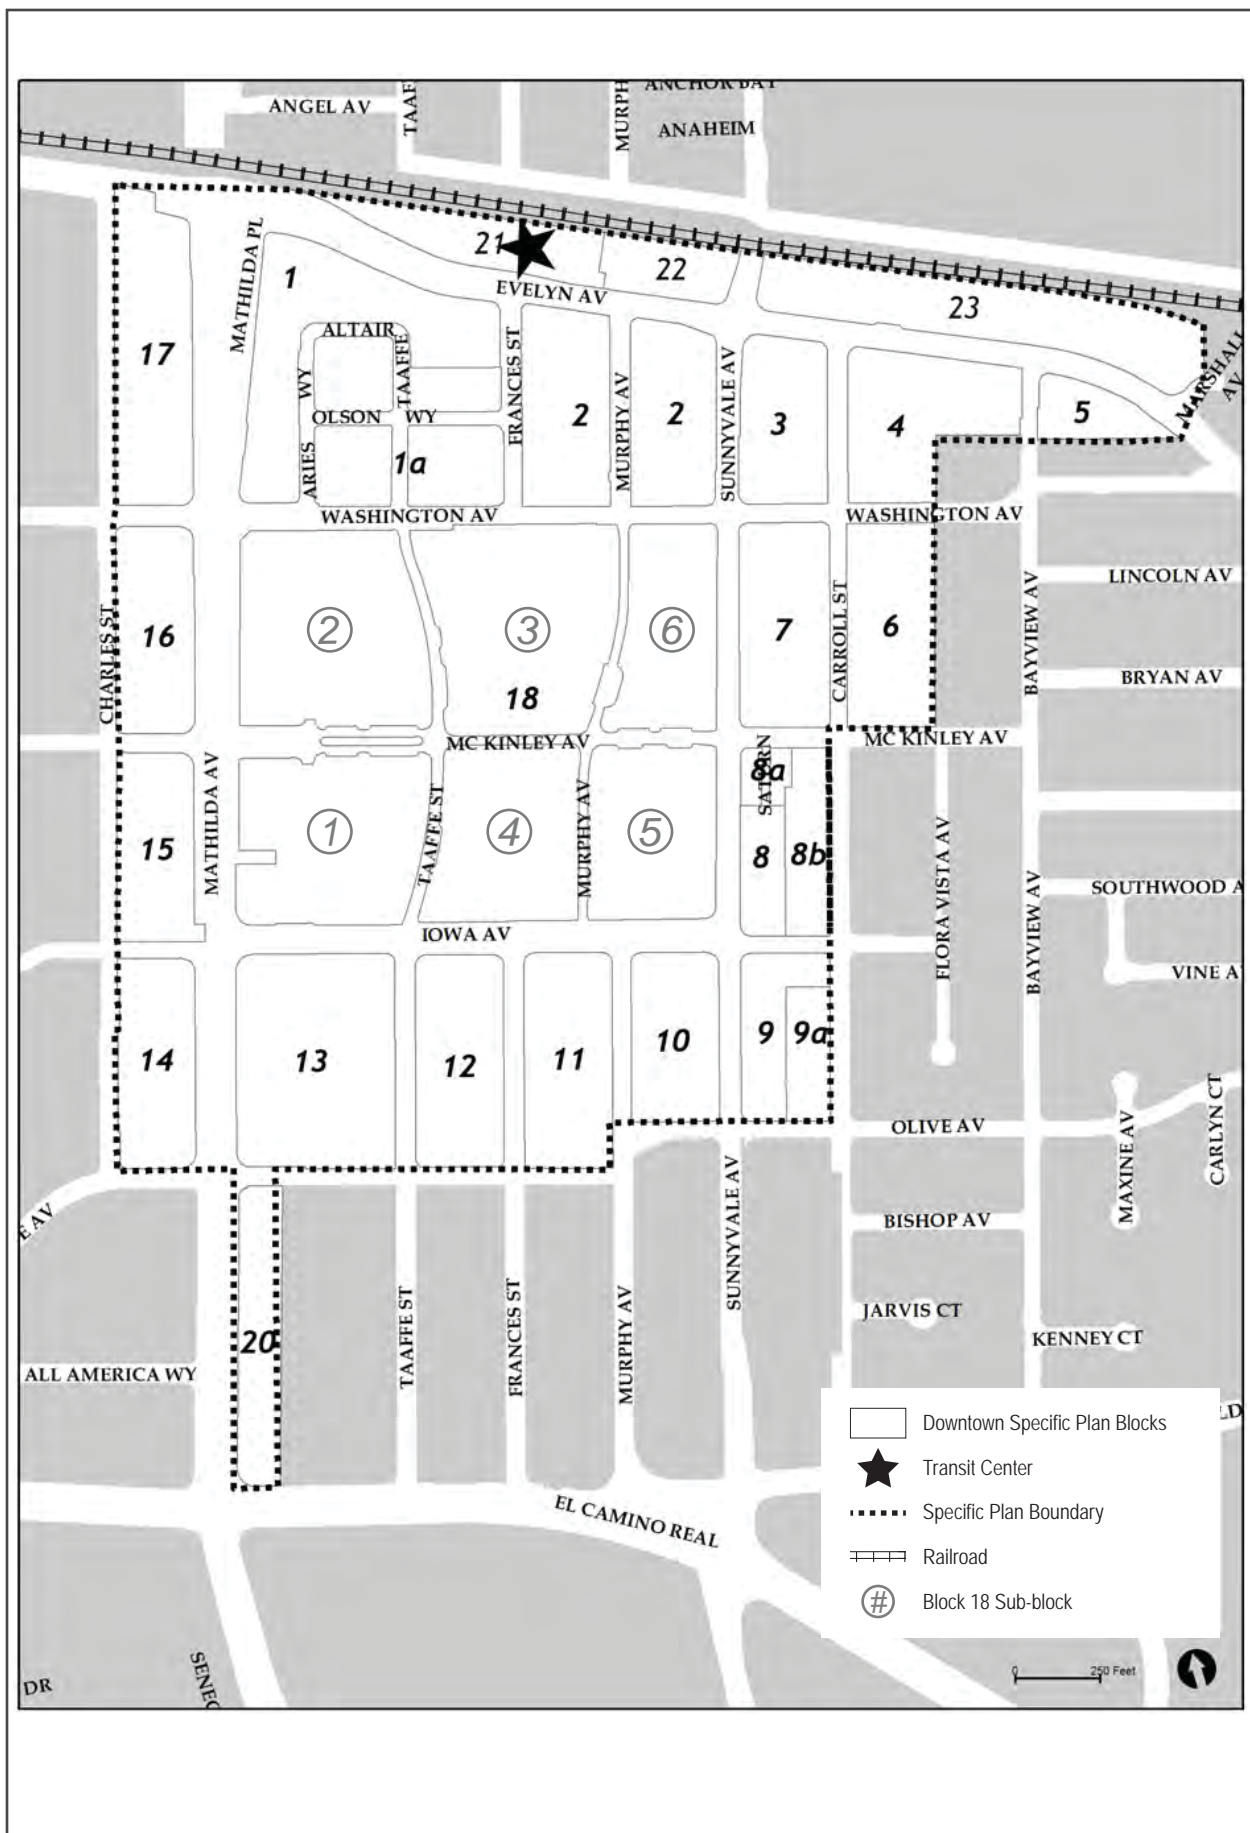 ANCHOR BAY
ANGEL AV
TAAF
MURPH
ANAHEIM
MATHILDA PL
21
22
1
EVELYN AV
23
17
ALTAIR
TAAFFE
WY
FRANCES ST
MURPHY AV
SUNNYVALE AV
MARSHALL
AV
OLSON WY
2
2
3
4
5
ARIES
1a
WASHINGTON AV
WASHINGTON AV
LINCOLN AV
CHARLES ST
16
2
3
6
7
CARROLL ST
6
BAYVIEW AV
BRYAN AV
18
MC KINLEY AV
MC KINLEY AV
SATURN
8a
MATHILDA AV
15
1
TAAFFE ST
4
MURPHY AV
5
8
8b
FLORA VISTA AV
BAYVIEW AV
SOUTHWOOD A
IOWA AV
VINE A
14
13
12
11
10
9
9a
OLIVE AV
MAXINE AV
CARLYN CT
E AV
SUNNYVALE AV
BISHOP AV
20
TAAFFE ST
FRANCES ST
MURPHY AV
JARVIS CT
KENNEY CT
ALL AMERICA WY
LD
EL CAMINO REAL
Downtown Specific Plan Blocks
Transit Center
Specific Plan Boundary
Railroad
# Block 18 Sub-block
DR
SENEC
0 250 Feet